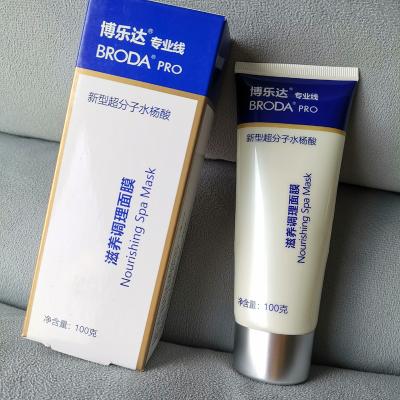 博乐达® 专业线
BRODA® PRO
新型超分子水杨酸
滋养调理面膜
Nourishing Spa Mask
净含量：100克
博乐达® 专业线
BRODA® PRO
新型超分子水杨酸
滋养调理面膜
Nourishing Spa Mask
净含量：100克